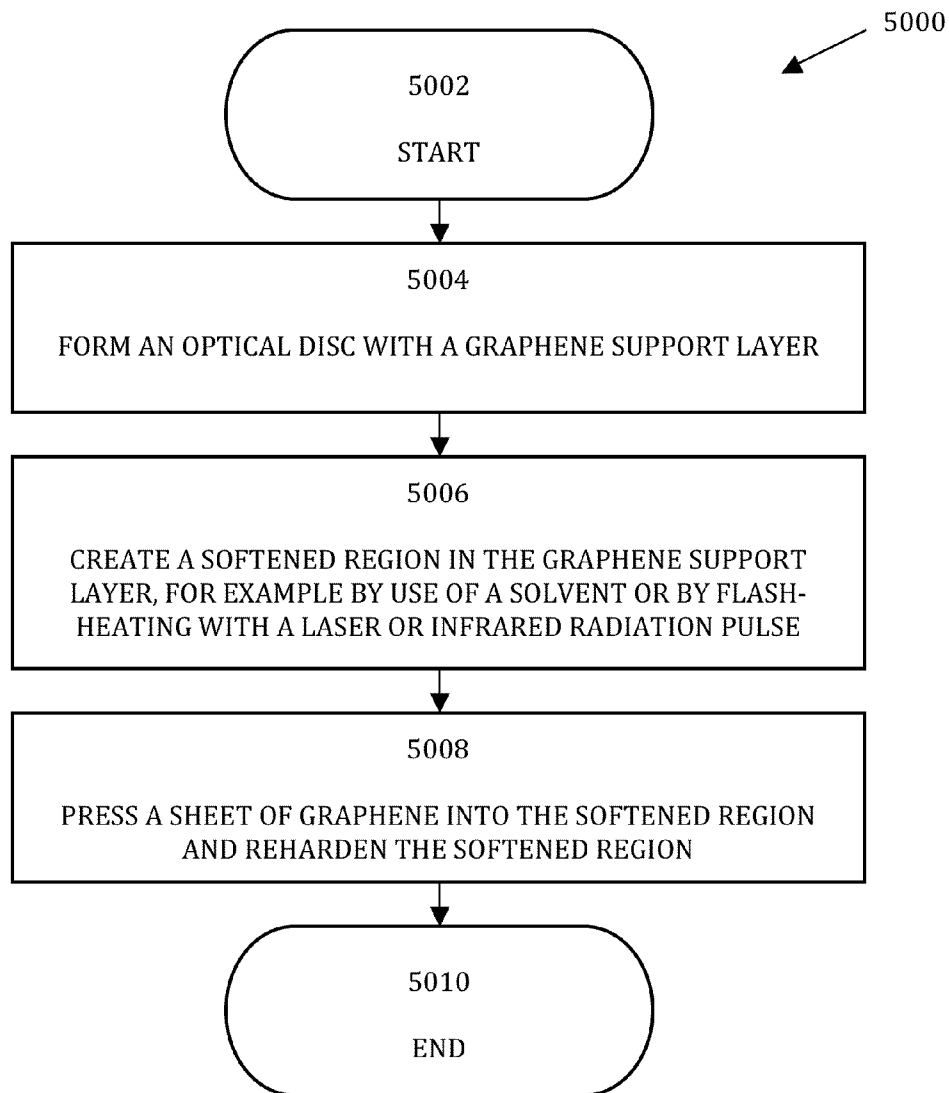 5000
5002
START
5004
FORM AN OPTICAL DISC WITH A GRAPHENE SUPPORT LAYER
5006
CREATE A SOFTENED REGION IN THE GRAPHENE SUPPORT
LAYER, FOR EXAMPLE BY USE OF A SOLVENT OR BY FLASH-
HEATING WITH A LASER OR INFRARED RADIATION PULSE
5008
PRESS A SHEET OF GRAPHENE INTO THE SOFTENED REGION
AND REHARDEN THE SOFTENED REGION
5010
END